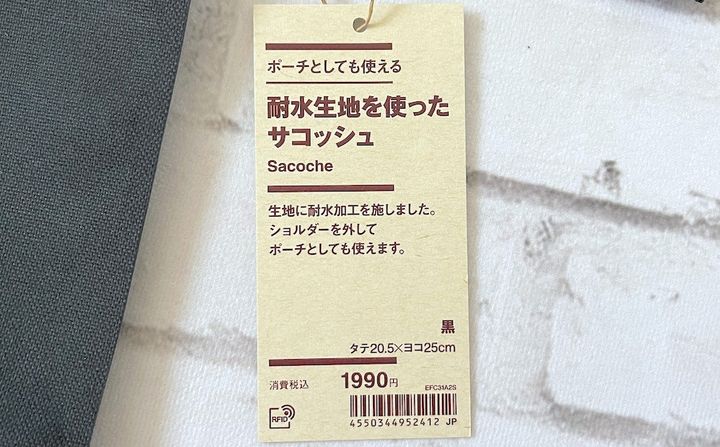 ポーチとしても使える
耐水生地を使った
サコッシュ
Sacoche
生地に耐水加工を施しました。
ショルダーを外して
ポーチとしても使えます。
黒
タテ20.5×ヨコ25cm
消費税込 1990円
EFC31A2S
RFID
4550344952412 JP